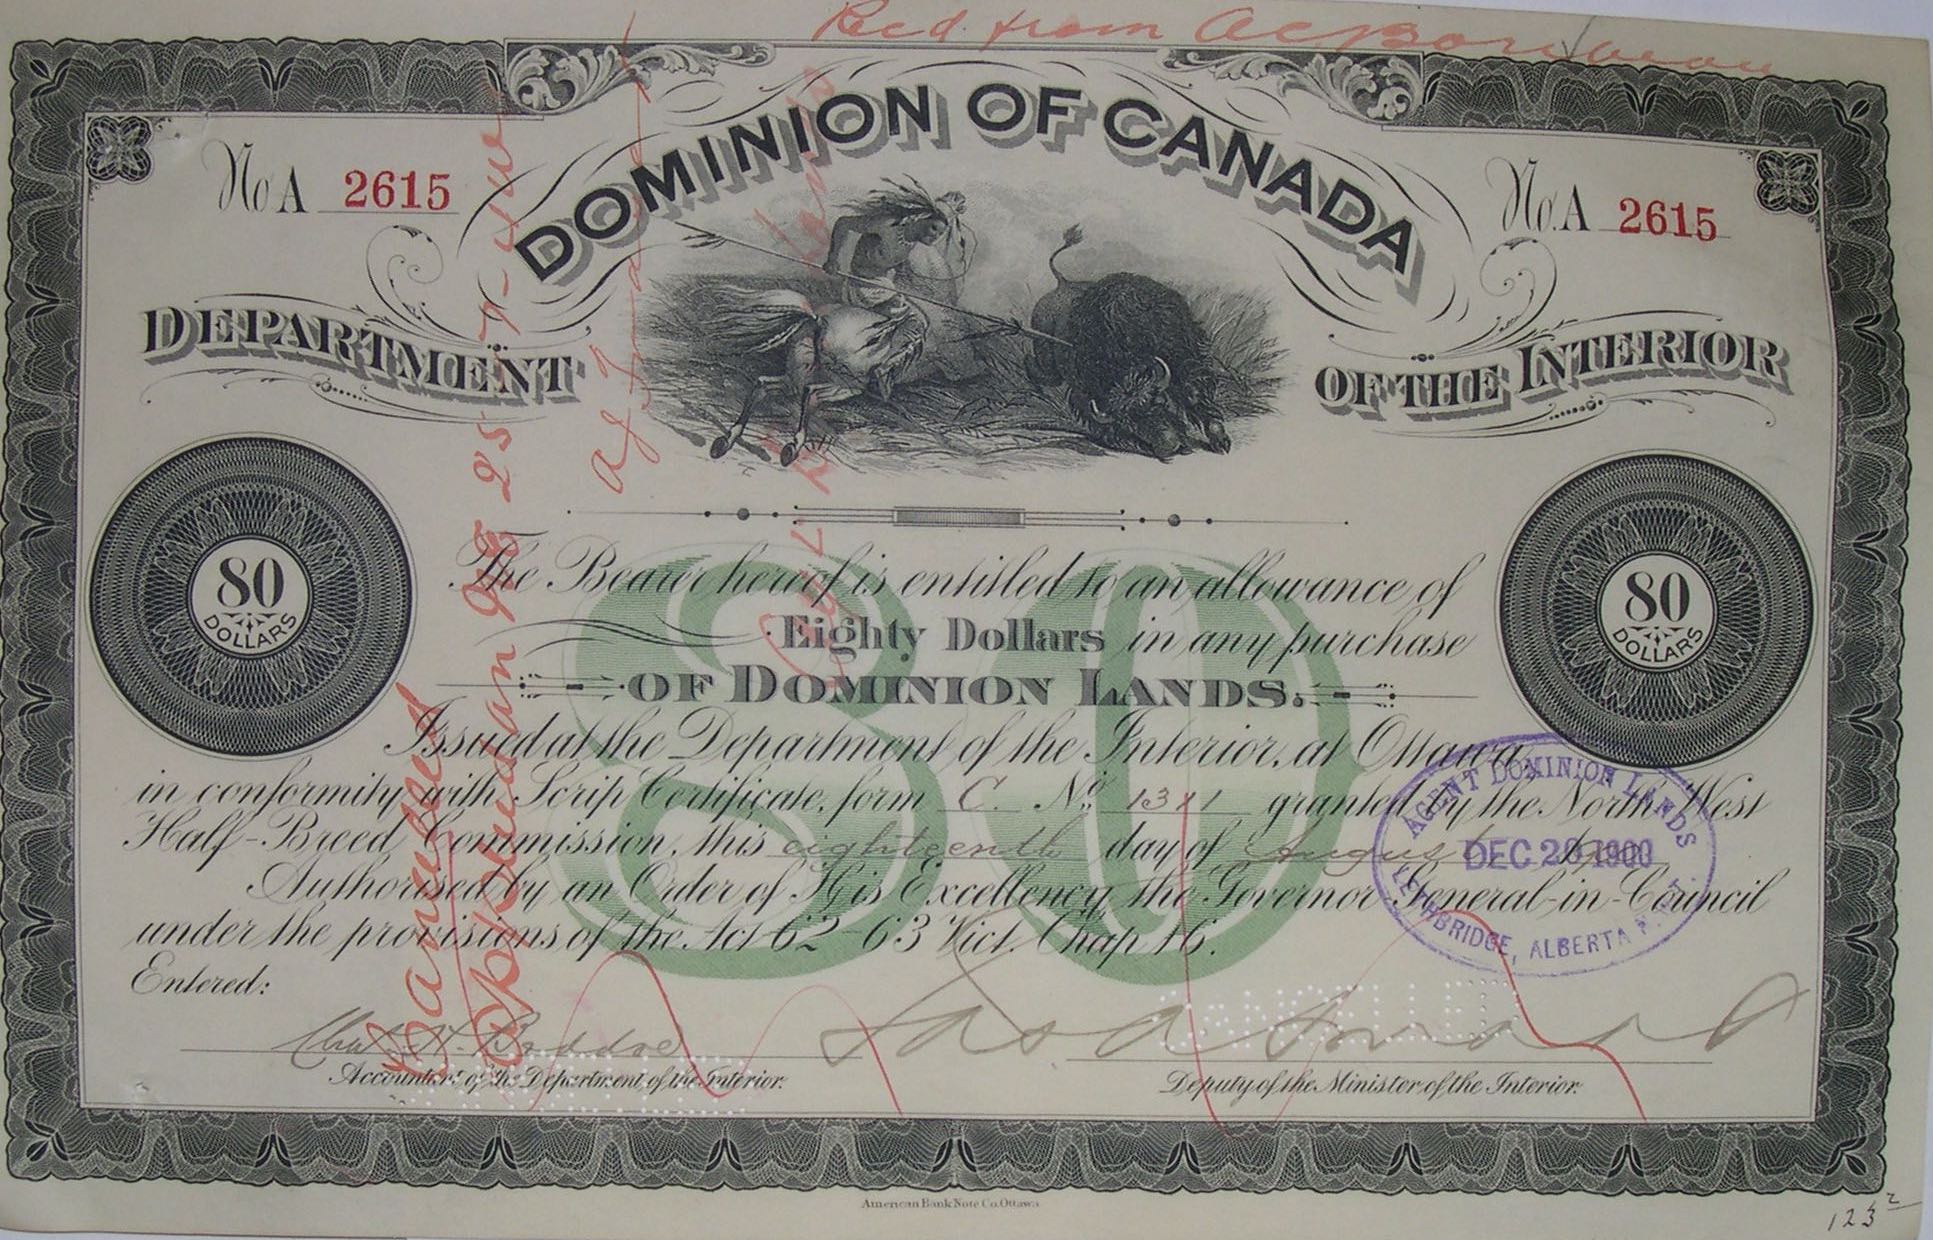 Recd from
DOMINION OF CANADA
No A 2615
No. A 2615
DEPARTMENT OF THE INTERIOR
80 DOLLARS
80 DOLLARS
80
The Bearer hereof is entitled to an allowance of
Eighty Dollars in any purchase
OF DOMINION LANDS.
Issued at the Department of the Interior, at Ottawa
in conformity with Scrip Certificate, form C. No. granted by the North West
Half-Breed Commission, this eighteenth day of August
Authorised by an Order of His Excellency the Governor General-in-Council
under the provisions of the Act 62-63 Vict. Chap 16.
Entered:
AGENT DOMINION LANDS
DEC 20 1900
LETHBRIDGE, ALBERTA
Cancelled
Applied on
CANCELLED
Accountant of the Department of the Interior.
Deputy of the Minister of the Interior.
American Bank Note Co. Ottawa
123